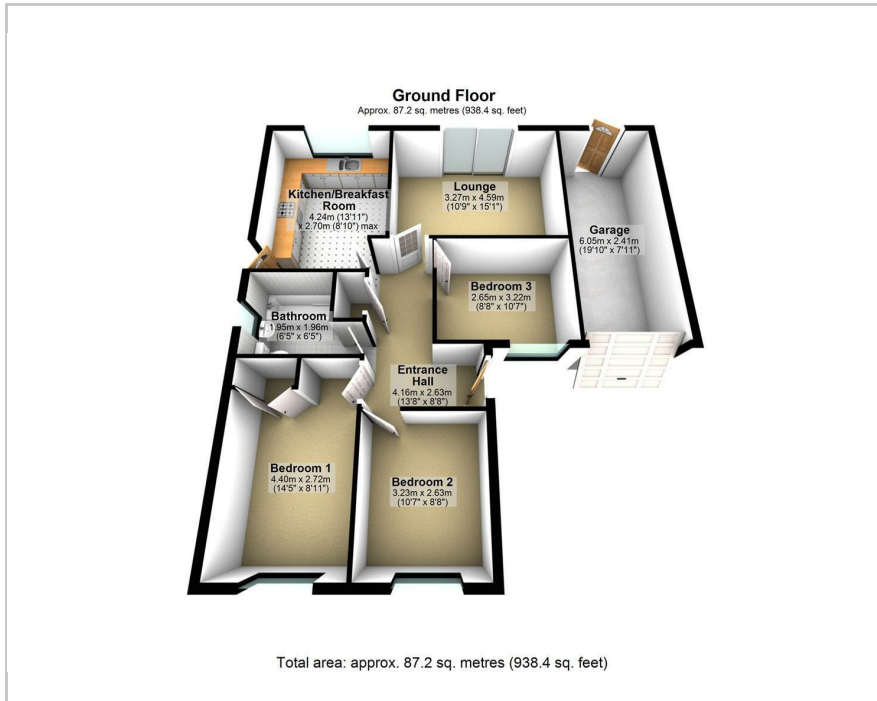 Ground Floor
Approx. 87.2 sq. metres (938.4 sq. feet)
Kitchen/Breakfast
Room
4.24m (13'11")
x 2.70m (8'10") max
Lounge
3.27m x 4.59m
(10'9" x 15'1")
Garage
6.05m x 2.41m
(19'10" x 7'11")
Bedroom 3
2.65m x 3.22m
(8'8" x 10'7")
Bathroom
1.95m x 1.96m
(6'5" x 6'5")
Entrance
Hall
4.16m x 2.63m
(13'8" x 8'8")
Bedroom 1
4.40m x 2.72m
(14'5" x 8'11")
Bedroom 2
3.23m x 2.63m
(10'7" x 8'8")
Total area: approx. 87.2 sq. metres (938.4 sq. feet)